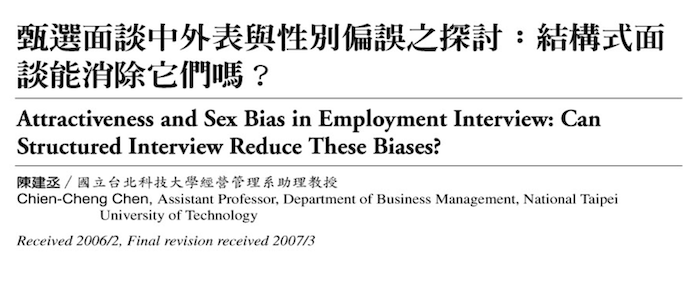 甄選面談中外表與性別偏誤之探討：結構式面
談能消除它們嗎？
Attractiveness and Sex Bias in Employment Interview: Can
Structured Interview Reduce These Biases?
陳建丞 / 國立台北科技大學經營管理系助理教授
Chien-Cheng Chen, Assistant Professor, Department of Business Management, National Taipei
University of Technology
Received 2006/2, Final revision received 2007/3